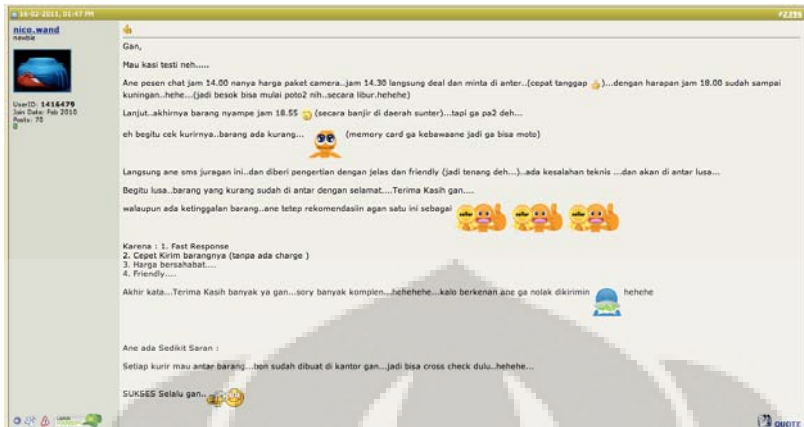 16-02-2011, 01:47 PM
#2395
nico.wand
newbie
UserID: 1416479
Join Date: Feb 2010
Posts: 70
Gan,
Mau kasi testi neh.....
Ane pesen chat jam 14.00 nanya harga paket camera..jam 14.30 langsung deal dan minta di anter..(cepat tanggap )...dengan harapan jam 18.00 sudah sampai
kuningan..hehe...(jadi besok bisa mulai poto2 nih..secara libur.hehehe)
Lanjut..akhirnya barang nyampe jam 18.55 (secara banjir di daerah sunter)...tapi ga pa2 deh...
eh begitu cek kurirnya..barang ada kurang... (memory card ga kebawaane jadi ga bisa moto)
Langsung ane sms juragan ini..dan diberi pengertian dengan jelas dan friendly (jadi tenang deh...)..ada kesalahan teknis ...dan akan di antar lusa...
Begitu lusa..barang yang kurang sudah di antar dengan selamat....Terima Kasih gan....
walaupun ada ketinggalan barang..ane tetep rekomendasiin agan satu ini sebagai
Karena : 1. Fast Response
2. Cepet Kirim barangnya (tanpa ada charge )
3. Harga bersahabat....
4. Friendly....
Akhir kata...Terima Kasih banyak ya gan...sory banyak komplen...hehehehe...kalo berkenan ane ga nolak dikirimin hehehe
Ane ada Sedikit Saran :
Setiap kurir mau antar barang...bon sudah dibuat di kantor gan...jadi bisa cross check dulu..hehehe...
SUKSES Selalu gan..
QUOTE